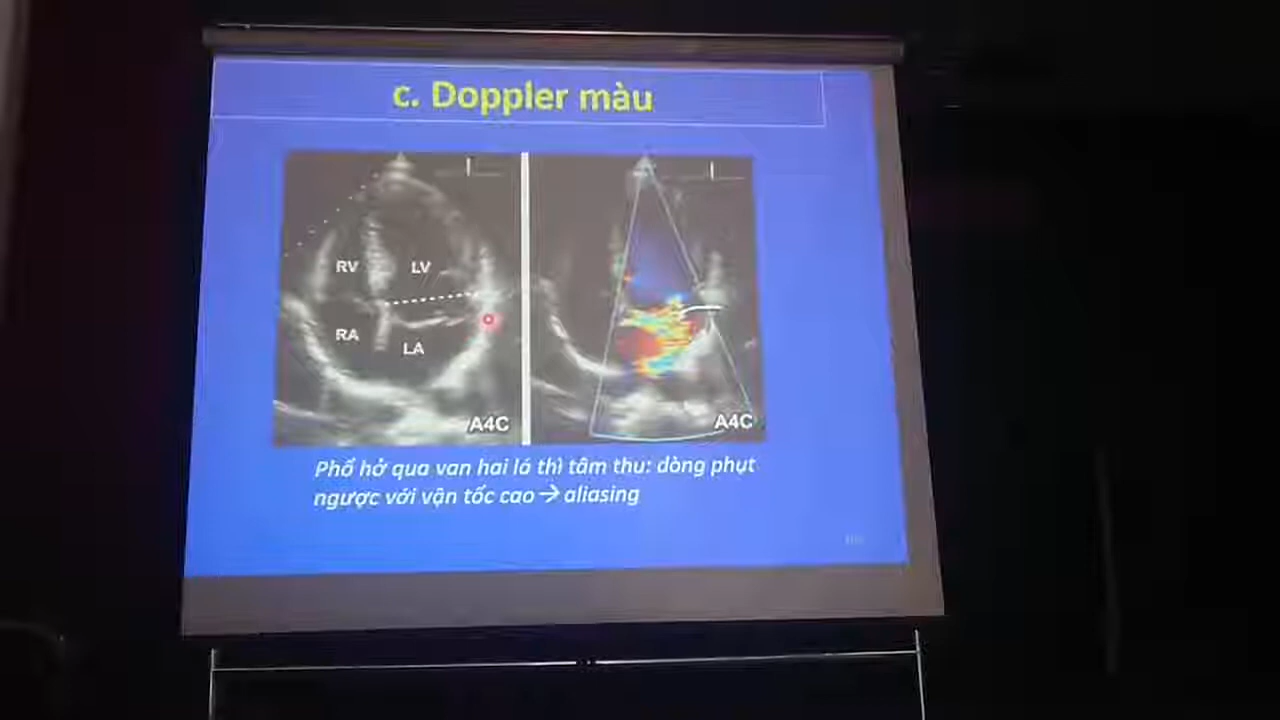 c. Doppler màu
RV
LV
RA
LA
A4C
A4C
Phổ hở qua van hai lá thì tâm thu: dòng phụt
ngược với vận tốc cao → aliasing